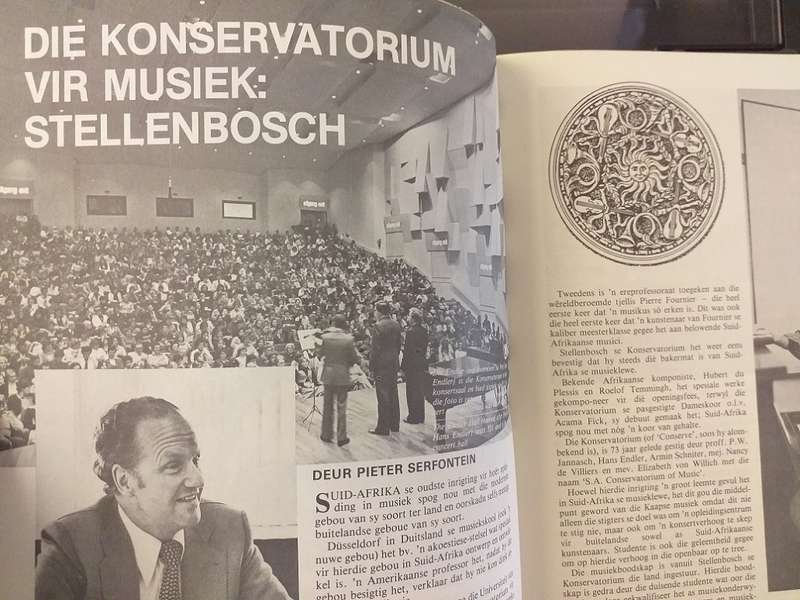 DIE KONSERVATORIUM
VIR MUSIEK:
STELLENBOSCH
DEUR PIETER SERFONTEIN
SUID-AFRIKA se oudste inrigting vir hoër oplei-
ding in musiek spog nou met die modernste
gebou van sy soort ter land en oorskadu selfs menige
buitelandse geboue van sy soort.
Düsseldorf in Duitsland se musiekskool (ook 'n
nuwe gebou) het bv. 'n akoestiese-stelsel wat spesiaal
vir hierdie gebou in Suid-Afrika ontwerp en ontwik-
kel is. 'n Amerikaanse professor het, nadat hy die
gebou besigtig het, verklaar dat hy nie kon
Tweedens is 'n ereprofessoraat toegeken aan die
wêreldberoemde tjellis Pierre Fournier – die heel
eerste keer dat 'n musikus só erken is. Dit was ook
die heel eerste keer dat 'n kunstenaar van Fournier se
kaliber meesterklasse gegee het aan belowende Suid-
Afrikaanse musici.
Stellenbosch se Konservatorium het weer eens
bevestig dat hy steeds die bakermat is van Suid-
Afrika se musieklewe.
Bekende Afrikaanse komponiste, Hubert du
Plessis en Roelof Temmingh, het spesiale werke
gekomponeer vir die openingsfees, terwyl die
Konservatorium se pasgestigte Dameskoor o.l.v.
Acama Fick, sy debuut gemaak het; Suid-Afrika
spog nou met nóg 'n koor van gehalte.
Die Konservatorium (of 'Conserve', soos hy alom-
bekend is), is 73 jaar gelede gestig deur proff. P.W.
Jannasch, Hans Endler, Armin Schniter, mej. Nancy
de Villiers en mev. Elizabeth von Willich met die
naam 'S.A. Conservatorium of Music'.
Hoewel hierdie inrigting 'n groot leemte gevul het
in Suid-Afrika se musieklewe, het dit gou die middel-
punt geword van die Kaapse musiek omdat dit nie
alleen die stigters se doel was om 'n opleidingsentrum
te stig nie, maar ook om 'n konsertverhoog te skep
vir buitelandse sowel as Suid-Afrikaanse
kunstenaars. Studente is ook die geleentheid gegee
om op hierdie verhoog in die openbaar op te tree.
Die musiekboodskap is vanuit Stellenbosch se
Konservatorium die land ingestuur. Hierdie bood-
skap is gedra deur die duisende studente wat oor die